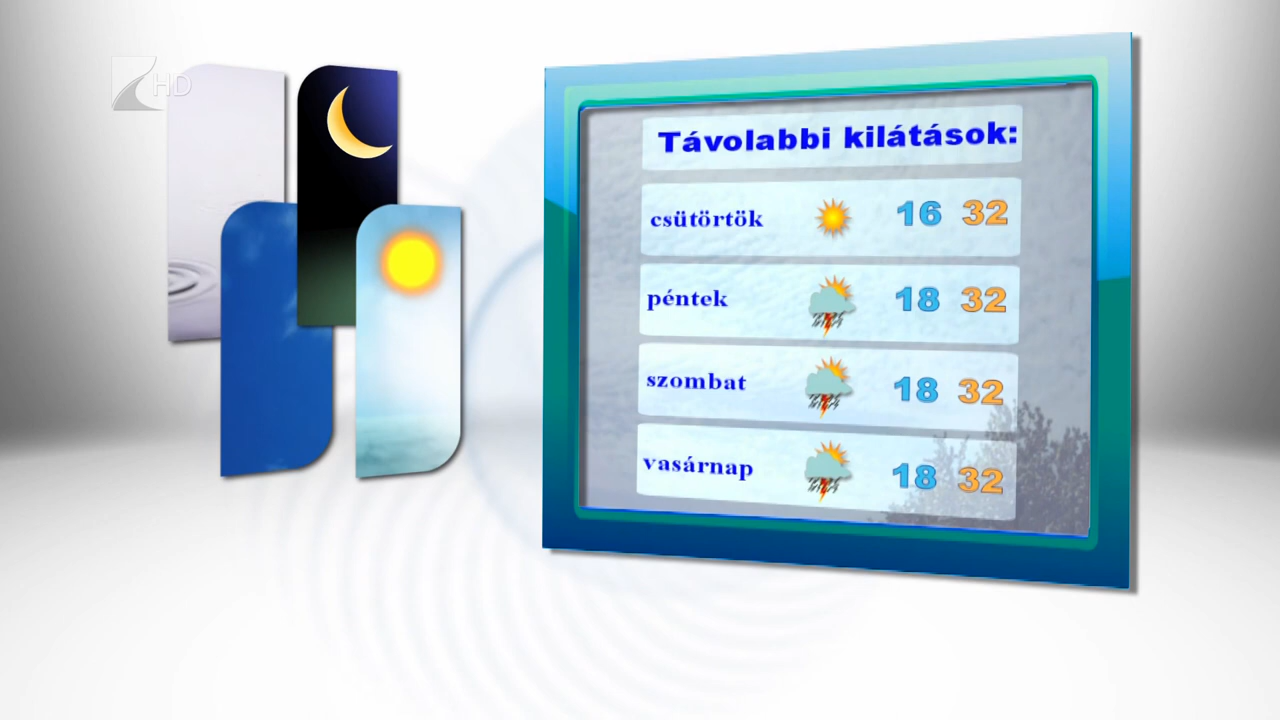 HD
Távolabbi kilátások:
csütörtök 16 32
péntek 18 32
szombat 18 32
vasárnap 18 32